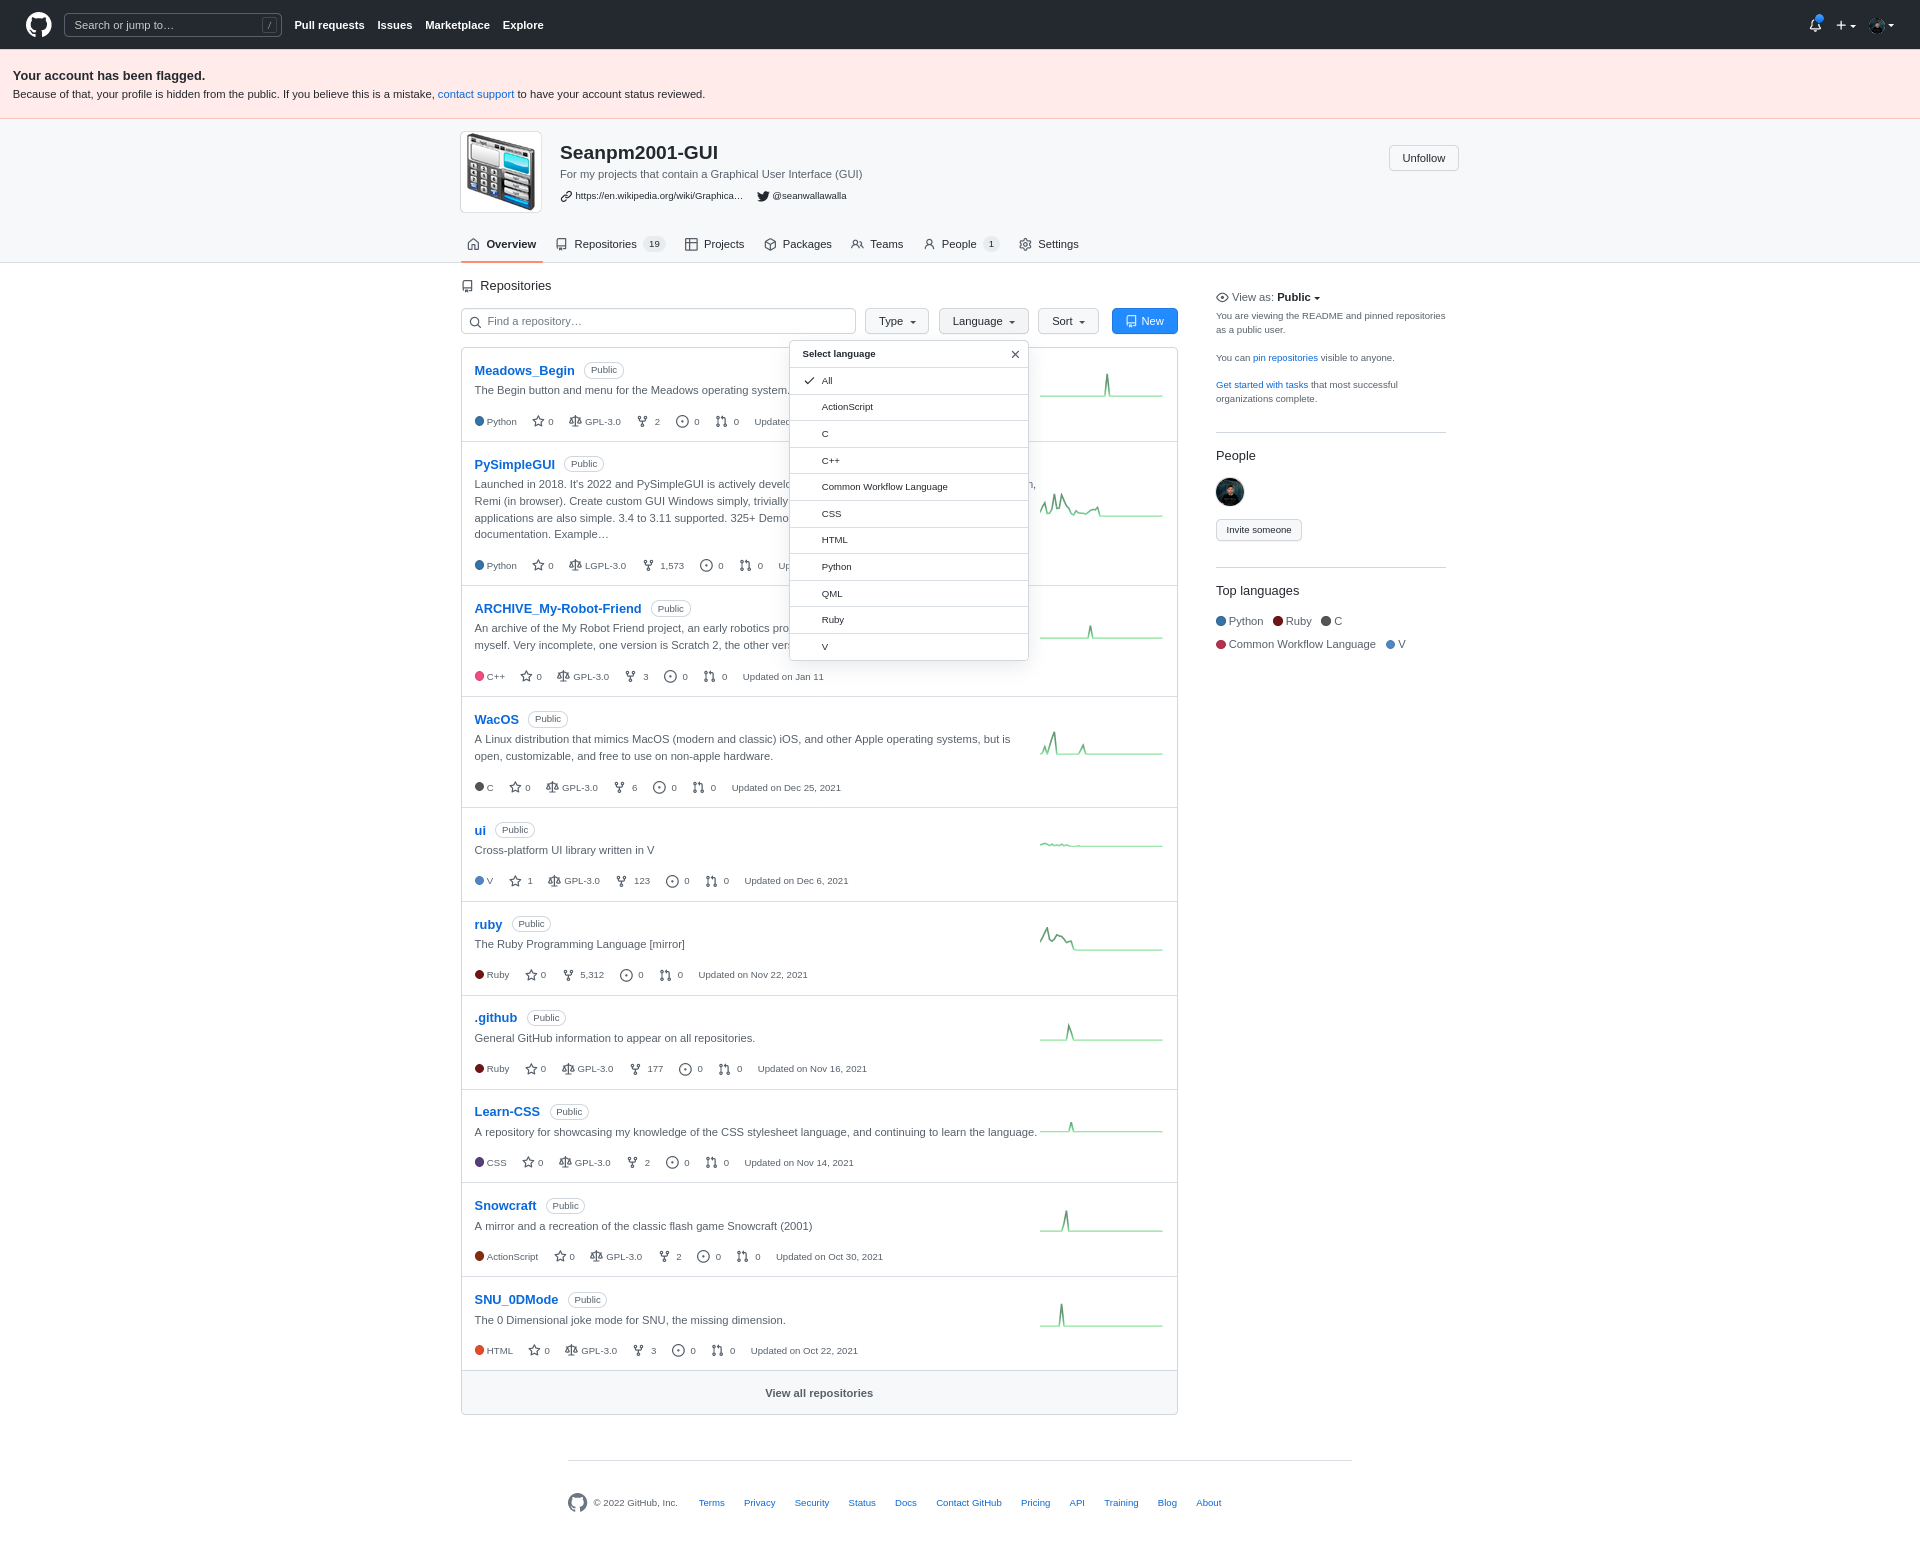 Search or jump to… /
Pull requests Issues Marketplace Explore
Your account has been flagged.
Because of that, your profile is hidden from the public. If you believe this is a mistake, contact support to have your account status reviewed.
Seanpm2001-GUI
Unfollow
For my projects that contain a Graphical User Interface (GUI)
https://en.wikipedia.org/wiki/Graphica… @seanwallawalla
Overview Repositories 19 Projects Packages Teams People 1 Settings
Repositories
Find a repository…
Type Language Sort New
Select language
All
ActionScript
C
C++
Common Workflow Language
CSS
HTML
Python
QML
Ruby
V
Meadows_Begin Public
The Begin button and menu for the Meadows operating system.
Python 0 GPL-3.0 2 0 0 Updated
PySimpleGUI Public
Launched in 2018. It's 2022 and PySimpleGUI is actively develo
Remi (in browser). Create custom GUI Windows simply, trivially
applications are also simple. 3.4 to 3.11 supported. 325+ Demo
documentation. Example…
Python 0 LGPL-3.0 1,573 0 0 Up
ARCHIVE_My-Robot-Friend Public
An archive of the My Robot Friend project, an early robotics pro
myself. Very incomplete, one version is Scratch 2, the other vers
C++ 0 GPL-3.0 3 0 0 Updated on Jan 11
WacOS Public
A Linux distribution that mimics MacOS (modern and classic) iOS, and other Apple operating systems, but is
open, customizable, and free to use on non-apple hardware.
C 0 GPL-3.0 6 0 0 Updated on Dec 25, 2021
ui Public
Cross-platform UI library written in V
V 1 GPL-3.0 123 0 0 Updated on Dec 6, 2021
ruby Public
The Ruby Programming Language [mirror]
Ruby 0 5,312 0 0 Updated on Nov 22, 2021
.github Public
General GitHub information to appear on all repositories.
Ruby 0 GPL-3.0 177 0 0 Updated on Nov 16, 2021
Learn-CSS Public
A repository for showcasing my knowledge of the CSS stylesheet language, and continuing to learn the language.
CSS 0 GPL-3.0 2 0 0 Updated on Nov 14, 2021
Snowcraft Public
A mirror and a recreation of the classic flash game Snowcraft (2001)
ActionScript 0 GPL-3.0 2 0 0 Updated on Oct 30, 2021
SNU_0DMode Public
The 0 Dimensional joke mode for SNU, the missing dimension.
HTML 0 GPL-3.0 3 0 0 Updated on Oct 22, 2021
View all repositories
View as: Public
You are viewing the README and pinned repositories
as a public user.
You can pin repositories visible to anyone.
Get started with tasks that most successful
organizations complete.
People
Invite someone
Top languages
Python Ruby C
Common Workflow Language V
© 2022 GitHub, Inc. Terms Privacy Security Status Docs Contact GitHub Pricing API Training Blog About